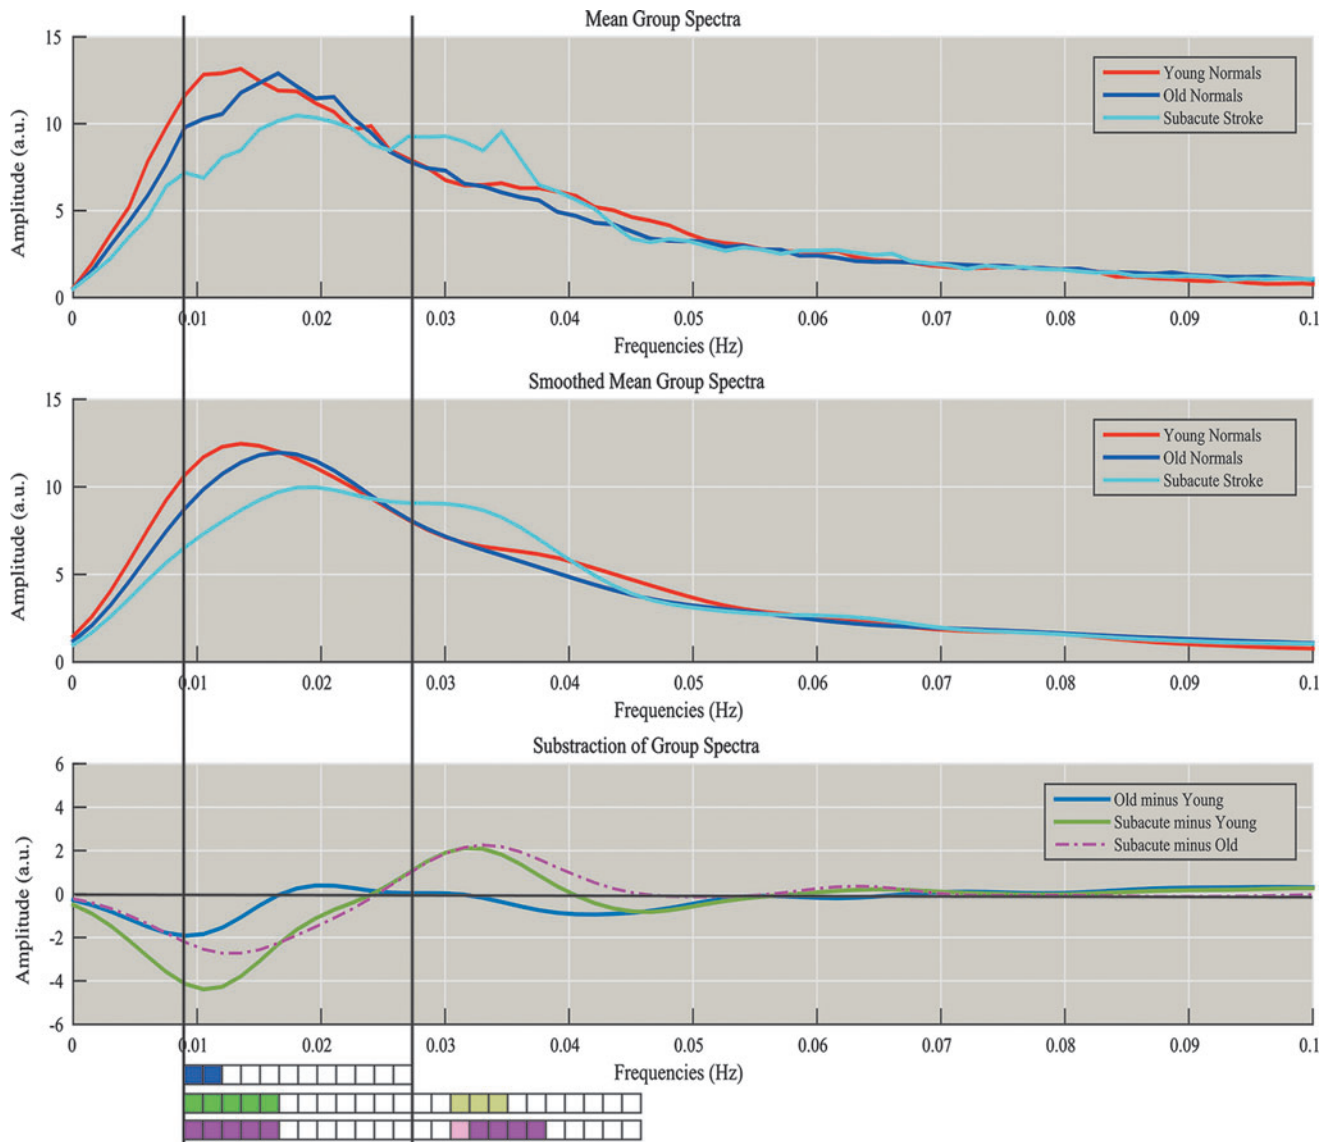 Mean Group Spectra
15
10
5
0
Amplitude (a.u.)
Young Normals
Old Normals
Subacute Stroke
0 0.01 0.02 0.03 0.04 0.05 0.06 0.07 0.08 0.09 0.1
Frequencies (Hz)
Smoothed Mean Group Spectra
15
10
5
0
Amplitude (a.u.)
Young Normals
Old Normals
Subacute Stroke
0 0.01 0.02 0.03 0.04 0.05 0.06 0.07 0.08 0.09 0.1
Frequencies (Hz)
Substraction of Group Spectra
6
4
2
0
-2
-4
-6
Amplitude (a.u.)
Old minus Young
Subacute minus Young
Subacute minus Old
0 0.01 0.02 0.03 0.04 0.05 0.06 0.07 0.08 0.09 0.1
Frequencies (Hz)